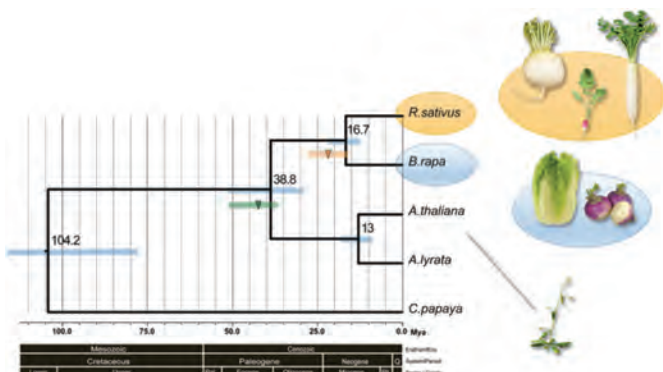 R.sativus
16.7
B.rapa
38.8
A.thaliana
13
104.2
A.lyrata
C.papaya
100.0 75.0 50.0 25.0 0.0 Mya
Mesozoic Cenozoic
Cretaceous Paleogene Neogene Q